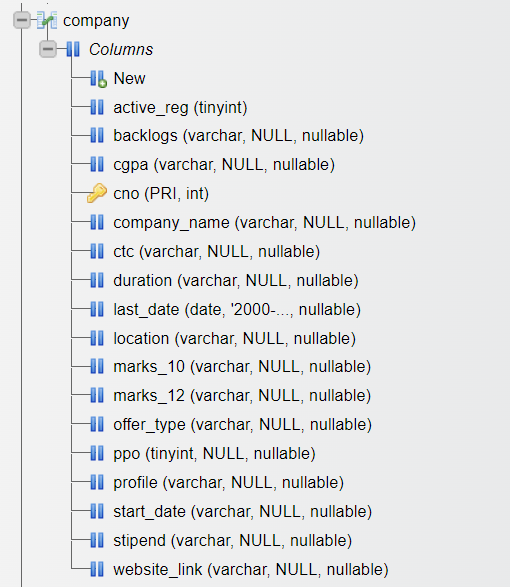 company
Columns
New
active_reg (tinyint)
backlogs (varchar, NULL, nullable)
cgpa (varchar, NULL, nullable)
cno (PRI, int)
company_name (varchar, NULL, nullable)
ctc (varchar, NULL, nullable)
duration (varchar, NULL, nullable)
last_date (date, '2000-..., nullable)
location (varchar, NULL, nullable)
marks_10 (varchar, NULL, nullable)
marks_12 (varchar, NULL, nullable)
offer_type (varchar, NULL, nullable)
ppo (tinyint, NULL, nullable)
profile (varchar, NULL, nullable)
start_date (varchar, NULL, nullable)
stipend (varchar, NULL, nullable)
website_link (varchar, NULL, nullable)